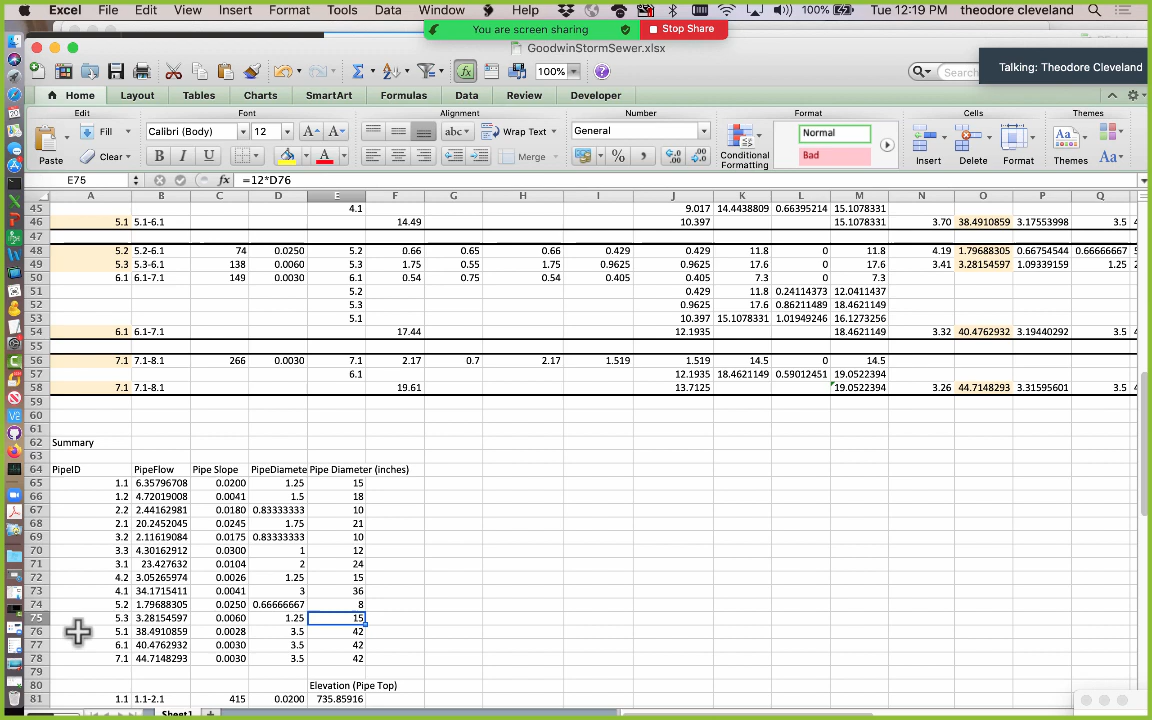 Excel File Edit View Insert Format Tools Data Window Help 100% Tue 12:19 PM theodore cleveland
You are screen sharing Stop Share
GoodwinStormSewer.xlsx
Talking: Theodore Cleveland
100% Search
Home Layout Tables Charts SmartArt Formulas Data Review Developer
Edit Font Alignment Number Format Cells Themes
Fill Calibri (Body) 12 abc Wrap Text General Normal
Paste Clear B I U Merge % Bad Conditional Formatting Insert Delete Format Themes Aa
E75 fx =12*D76
A B C D E F G H I J K L M N O P Q
45 4.1 9.017 14.4438809 0.66395214 15.1078331
46 5.1 5.1-6.1 14.49 10.397 15.1078331 3.70 38.4910859 3.17553998 3.5 4
47
48 5.2 5.2-6.1 74 0.0250 5.2 0.66 0.65 0.66 0.429 0.429 11.8 0 11.8 4.19 1.79688305 0.66754544 0.66666667
49 5.3 5.3-6.1 138 0.0060 5.3 1.75 0.55 1.75 0.9625 0.9625 17.6 0 17.6 3.41 3.28154597 1.09339159 1.25
50 6.1 6.1-7.1 149 0.0030 6.1 0.54 0.75 0.54 0.405 0.405 7.3 0 7.3
51 5.2 0.429 11.8 0.24114373 12.0411437
52 5.3 0.9625 17.6 0.86211489 18.4621149
53 5.1 10.397 15.1078331 1.01949246 16.1273256
54 6.1 6.1-7.1 17.44 12.1935 18.4621149 3.32 40.4762932 3.19440292 3.5 4
55
56 7.1 7.1-8.1 266 0.0030 7.1 2.17 0.7 2.17 1.519 1.519 14.5 0 14.5
57 6.1 12.1935 18.4621149 0.59012451 19.0522394
58 7.1 7.1-8.1 19.61 13.7125 19.0522394 3.26 44.7148293 3.31595601 3.5 4
59
60
61
62 Summary
63
64 PipeID PipeFlow Pipe Slope PipeDiamete Pipe Diameter (inches)
65 1.1 6.35796708 0.0200 1.25 15
66 1.2 4.72019008 0.0041 1.5 18
67 2.2 2.44162981 0.0180 0.83333333 10
68 2.1 20.2452045 0.0245 1.75 21
69 3.2 2.11619084 0.0175 0.83333333 10
70 3.3 4.30162912 0.0300 1 12
71 3.1 23.427632 0.0104 2 24
72 4.2 3.05265974 0.0026 1.25 15
73 4.1 34.1715411 0.0041 3 36
74 5.2 1.79688305 0.0250 0.66666667 8
75 5.3 3.28154597 0.0060 1.25 15
76 5.1 38.4910859 0.0028 3.5 42
77 6.1 40.4762932 0.0030 3.5 42
78 7.1 44.7148293 0.0030 3.5 42
79
80 Elevation (Pipe Top)
81 1.1 1.1-2.1 415 0.0200 735.85916
Sheet1